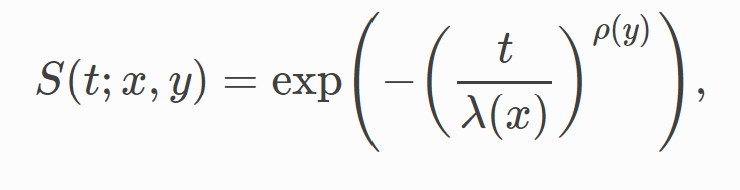 S(t; x, y) = exp(−(t/λ(x))^ρ(y)),